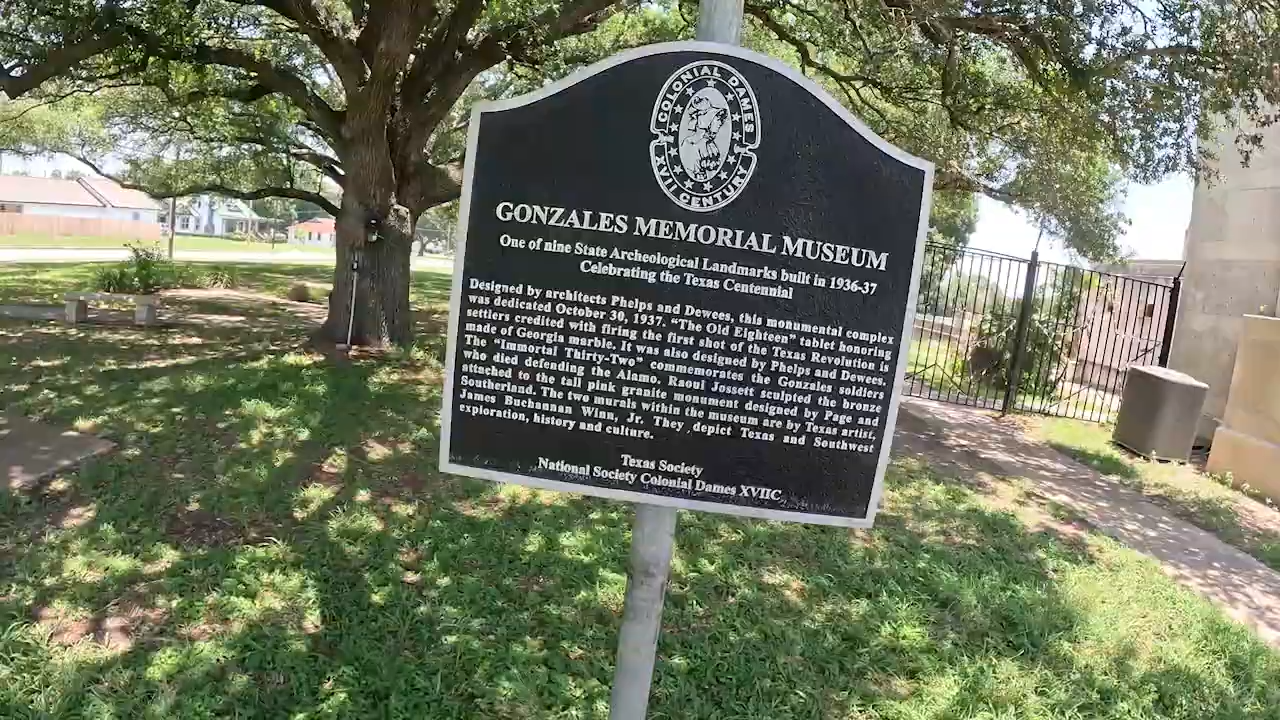 COLONIAL DAMES
XVII CENTURY
GONZALES MEMORIAL MUSEUM
One of nine State Archeological Landmarks built in 1936-37
Celebrating the Texas Centennial
Designed by architects Phelps and Dewees, this monumental complex
was dedicated October 30, 1937. "The Old Eighteen" tablet honoring
settlers credited with firing the first shot of the Texas Revolution is
made of Georgia marble. It was also designed by Phelps and Dewees.
The "Immortal Thirty-Two" commemorates the Gonzales soldiers
who died defending the Alamo. Raoul Jossett sculpted the bronze
attached to the tall pink granite monument designed by Page and
Southerland. The two murals within the museum are by Texas artist,
James Buchannan Winn, Jr. They depict Texas and Southwest
exploration, history and culture.
Texas Society
National Society Colonial Dames XVIIC